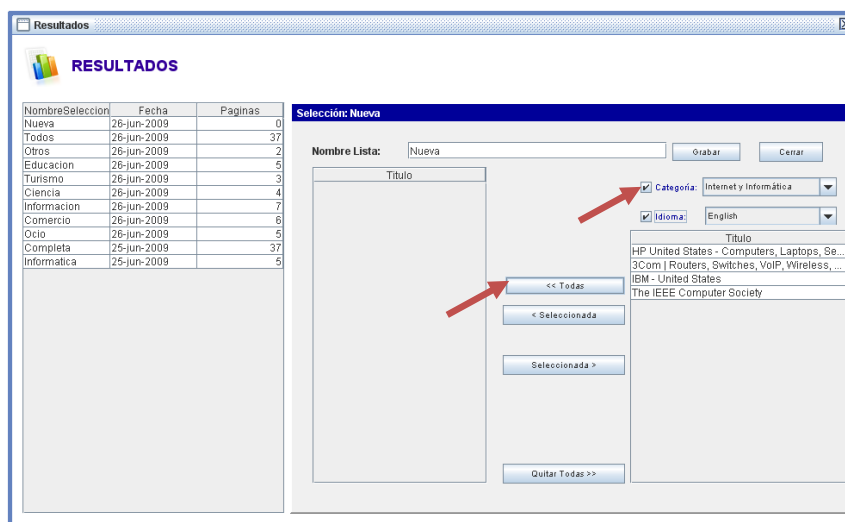 Resultados
RESULTADOS
NombreSeleccion Fecha Paginas
Nueva 26-jun-2009 0
Todos 26-jun-2009 37
Otros 26-jun-2009 2
Educacion 26-jun-2009 5
Turismo 26-jun-2009 3
Ciencia 26-jun-2009 4
Informacion 26-jun-2009 7
Comercio 26-jun-2009 6
Ocio 26-jun-2009 5
Completa 25-jun-2009 37
Informatica 25-jun-2009 5
Selección: Nueva
Nombre Lista: Nueva Grabar Cerrar
Titulo
Categoría: Internet y Informática
Idioma: English
Titulo
HP United States - Computers, Laptops, Se...
3Com | Routers, Switches, VoIP, Wireless, ...
IBM - United States
The IEEE Computer Society
<< Todas
< Seleccionada
Seleccionada >
Quitar Todas >>